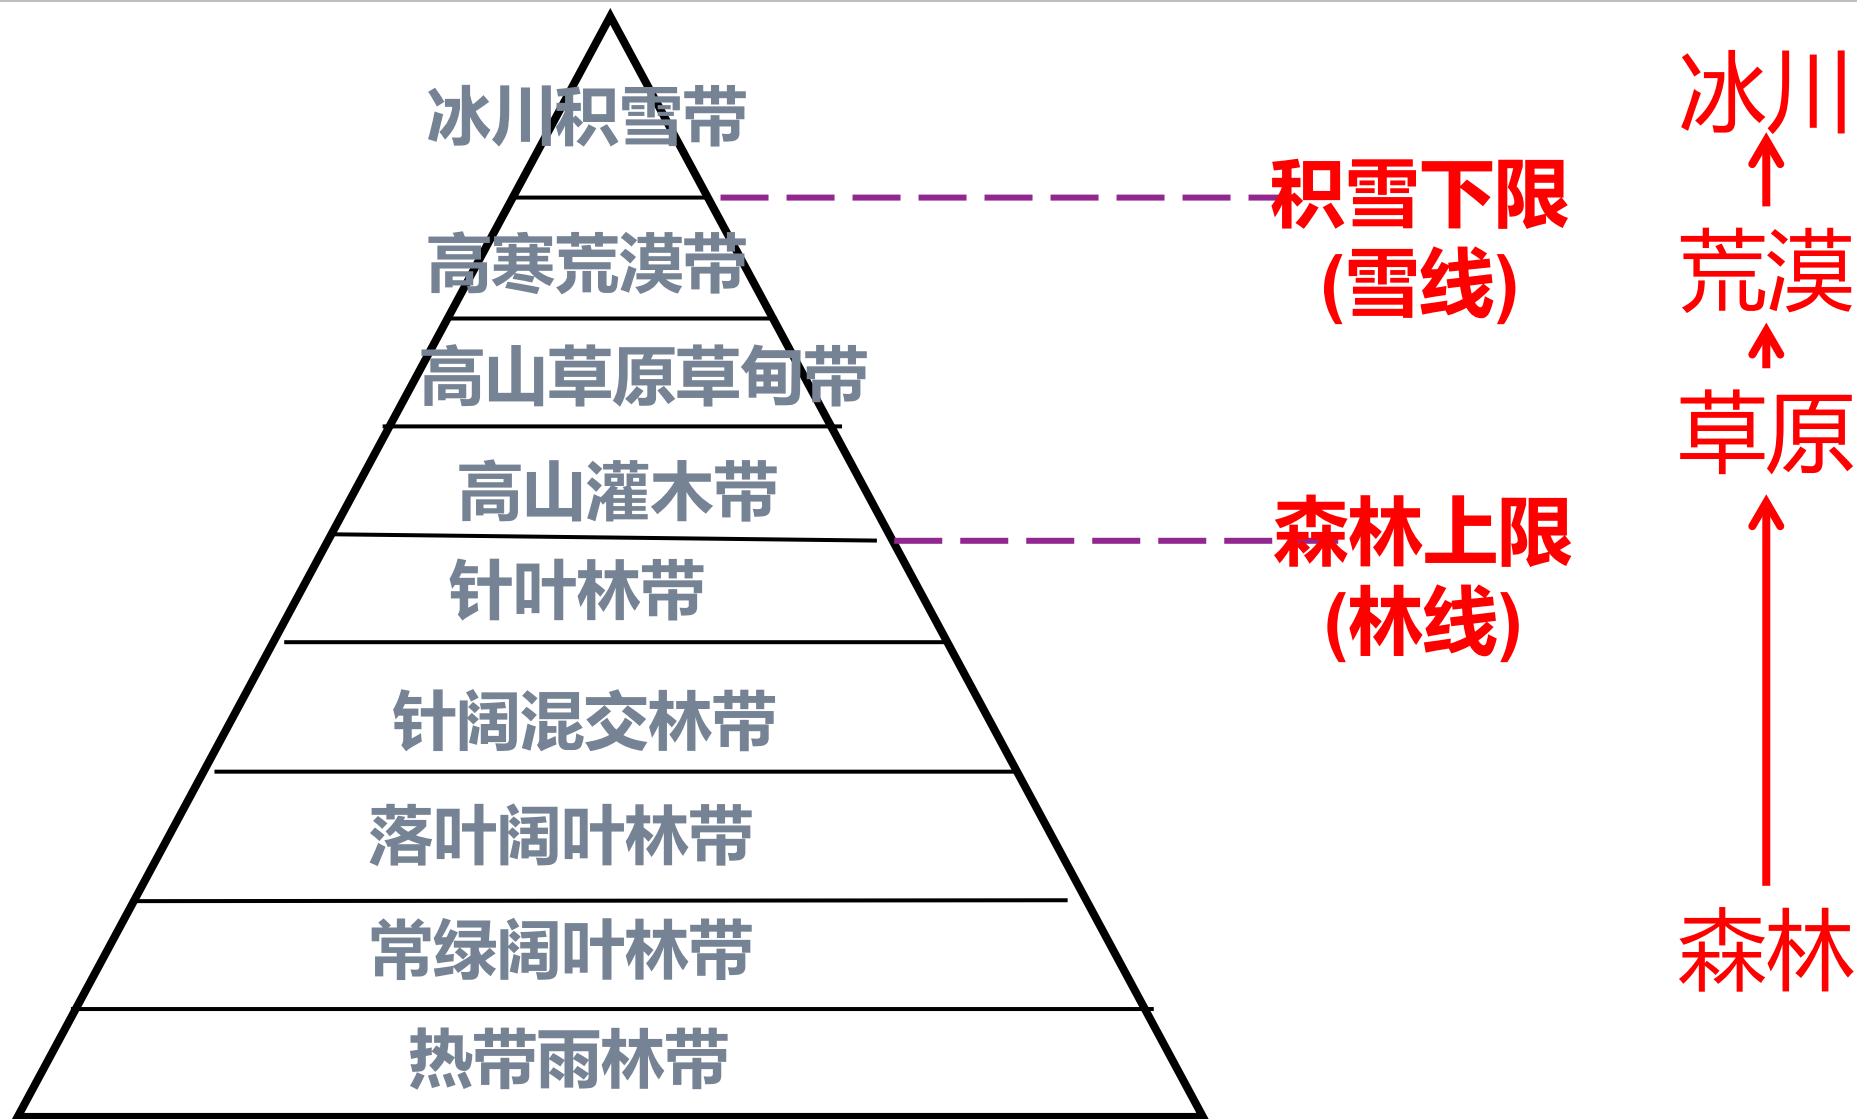 冰川积雪带
高寒荒漠带
高山草原草甸带
高山灌木带
针叶林带
针阔混交林带
落叶阔叶林带
常绿阔叶林带
热带雨林带
积雪下限
(雪线)
森林上限
(林线)
冰川
荒漠
草原
森林